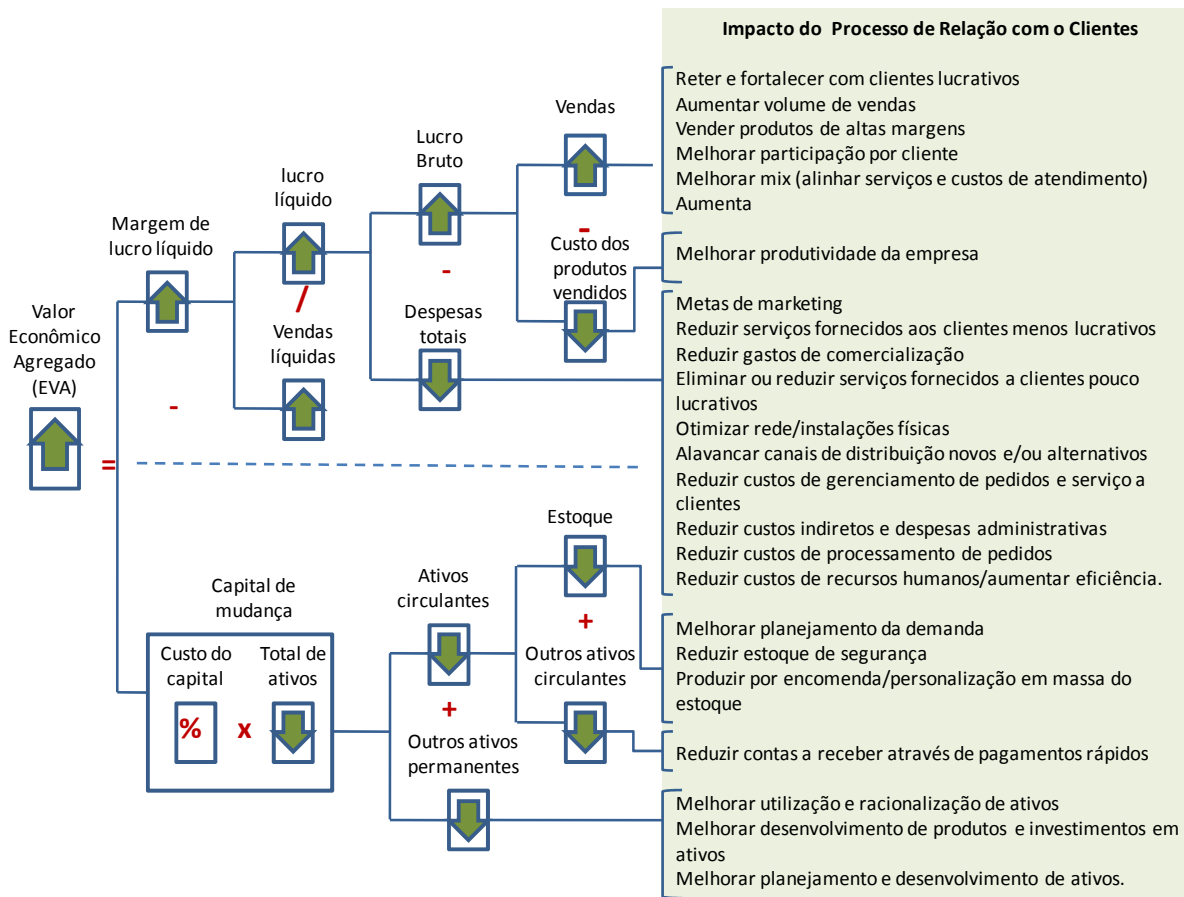 Impacto do Processo de Relação com o Clientes
Reter e fortalecer com clientes lucrativos
Aumentar volume de vendas
Vender produtos de altas margens
Melhorar participação por cliente
Melhorar mix (alinhar serviços e custos de atendimento)
Aumenta
Melhorar produtividade da empresa
Metas de marketing
Reduzir serviços fornecidos aos clientes menos lucrativos
Reduzir gastos de comercialização
Eliminar ou reduzir serviços fornecidos a clientes pouco
lucrativos
Otimizar rede/instalações físicas
Alavancar canais de distribuição novos e/ou alternativos
Reduzir custos de gerenciamento de pedidos e serviço a
clientes
Reduzir custos indiretos e despesas administrativas
Reduzir custos de processamento de pedidos
Reduzir custos de recursos humanos/aumentar eficiência.
Melhorar planejamento da demanda
Reduzir estoque de segurança
Produzir por encomenda/personalização em massa do
estoque
Reduzir contas a receber através de pagamentos rápidos
Melhorar utilização e racionalização de ativos
Melhorar desenvolvimento de produtos e investimentos em
ativos
Melhorar planejamento e desenvolvimento de ativos.
Vendas
-
Custo dos
produtos
vendidos
Lucro
Bruto
-
Despesas
totais
lucro
líquido
/
Vendas
líquidas
Margem de
lucro líquido
-
Valor
Econômico
Agregado
(EVA)
=
Capital de
mudança
Custo do
capital
%
x
Total de
ativos
Ativos
circulantes
+
Outros ativos
permanentes
Estoque
+
Outros ativos
circulantes